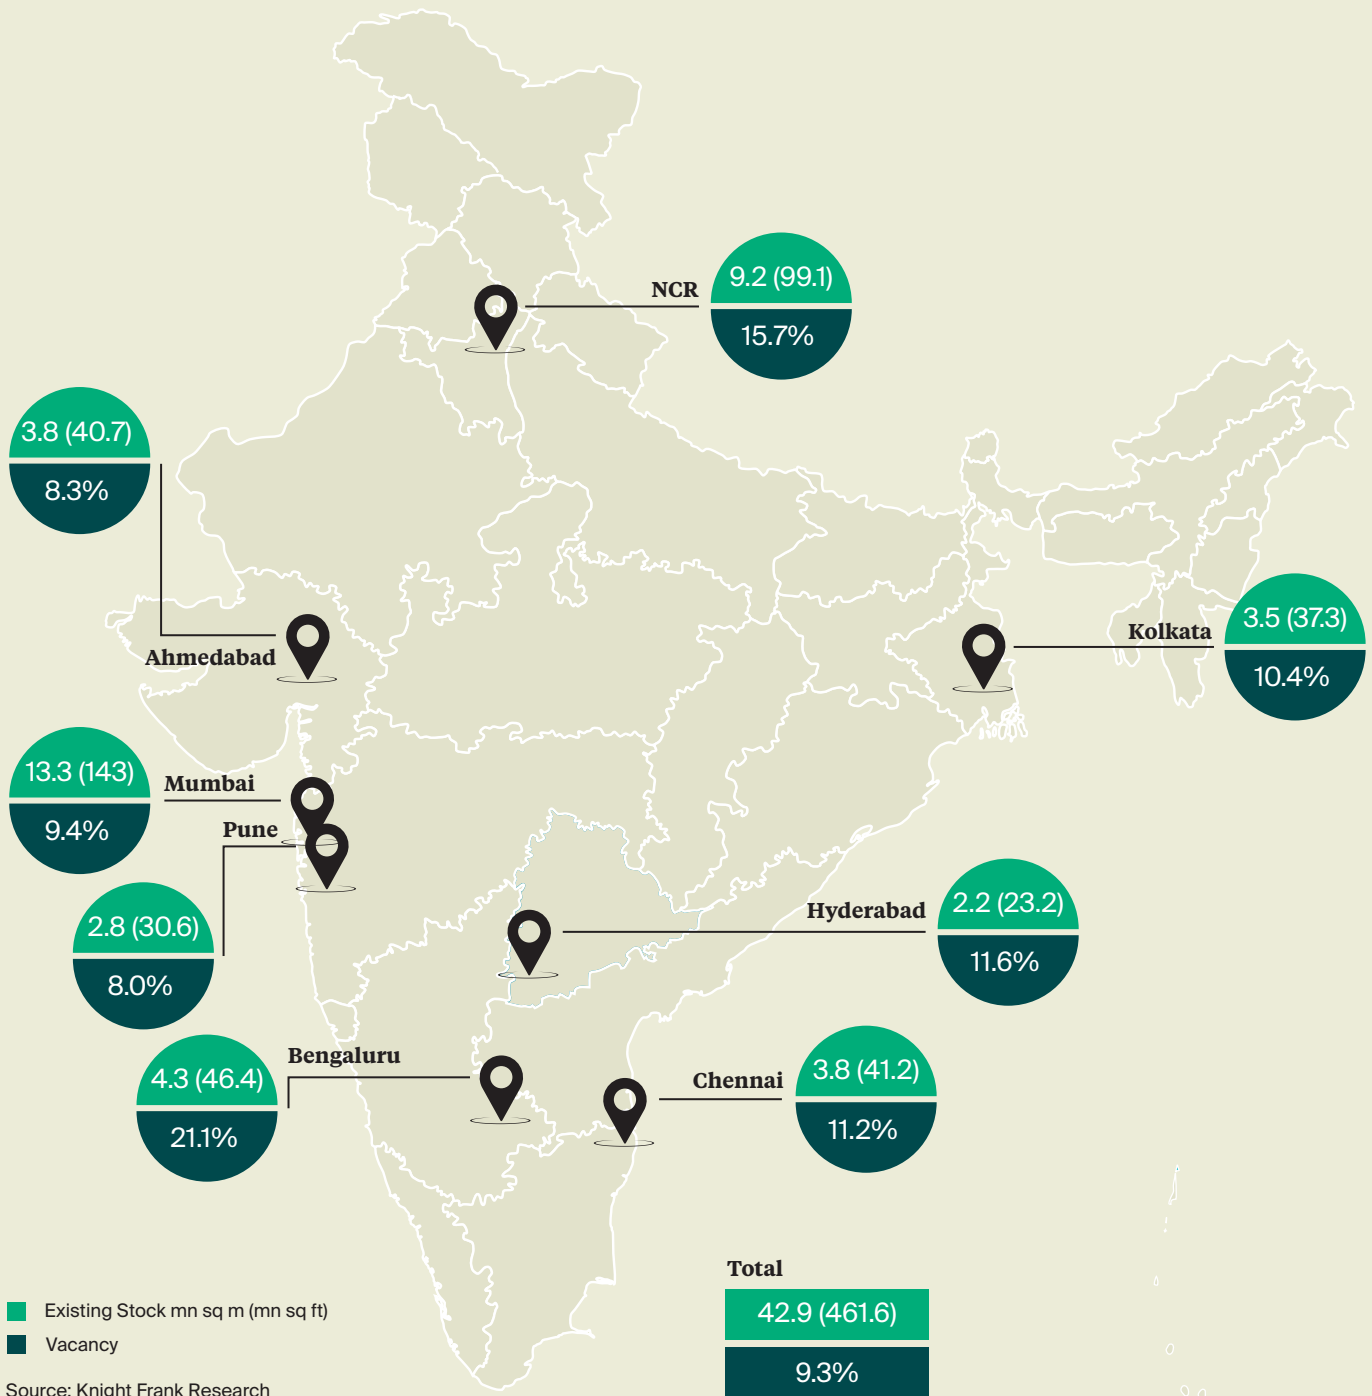 NCR
9.2 (99.1)
15.7%
3.8 (40.7)
8.3%
Ahmedabad
Kolkata
3.5 (37.3)
10.4%
13.3 (143)
9.4%
Mumbai
Pune
2.8 (30.6)
8.0%
Hyderabad
2.2 (23.2)
11.6%
Bengaluru
4.3 (46.4)
21.1%
Chennai
3.8 (41.2)
11.2%
Total
42.9 (461.6)
9.3%
Existing Stock mn sq m (mn sq ft)
Vacancy
Source: Knight Frank Research